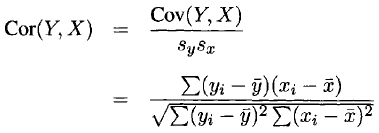 Cor(Y, X) = Cov(Y, X) / s_y s_x
= ∑(y_i − ȳ)(x_i − x̄) / √∑(y_i − ȳ)² ∑(x_i − x̄)²